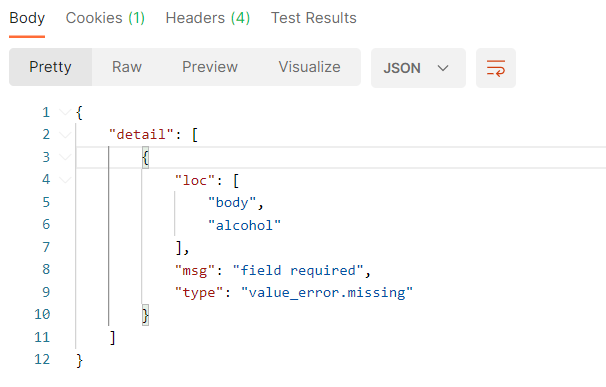 Body Cookies (1) Headers (4) Test Results
Pretty Raw Preview Visualize JSON
1 {
2 "detail": [
3 {
4 "loc": [
5 "body",
6 "alcohol"
7 ],
8 "msg": "field required",
9 "type": "value_error.missing"
10 }
11 ]
12 }